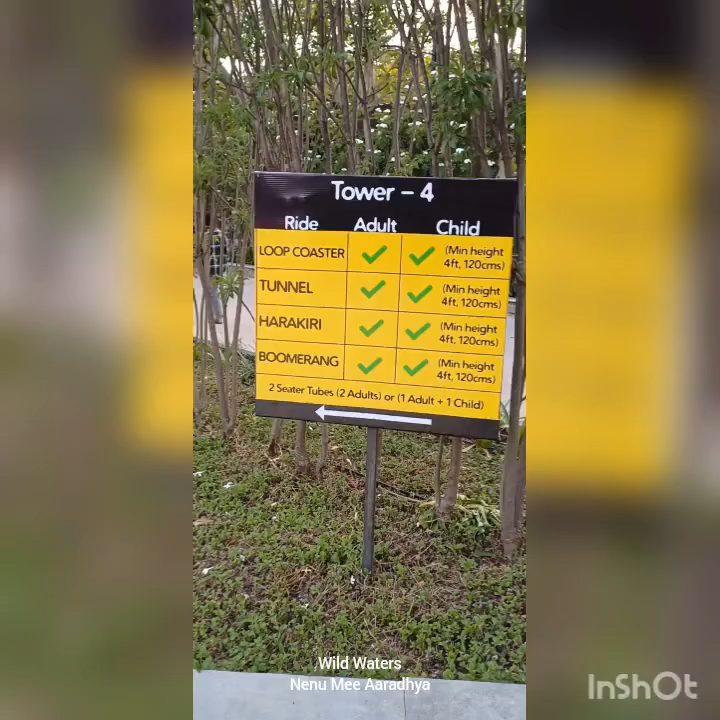 Tower – 4
Ride Adult Child
LOOP COASTER ✓ ✓ (Min height
4ft, 120cms)
TUNNEL ✓ ✓ (Min height
4ft, 120cms)
HARAKIRI ✓ ✓ (Min height
4ft, 120cms)
BOOMERANG ✓ ✓ (Min height
4ft, 120cms)
2 Seater Tubes (2 Adults) or (1 Adult + 1 Child)
Wild Waters
Nenu Mee Aaradhya
InShOt